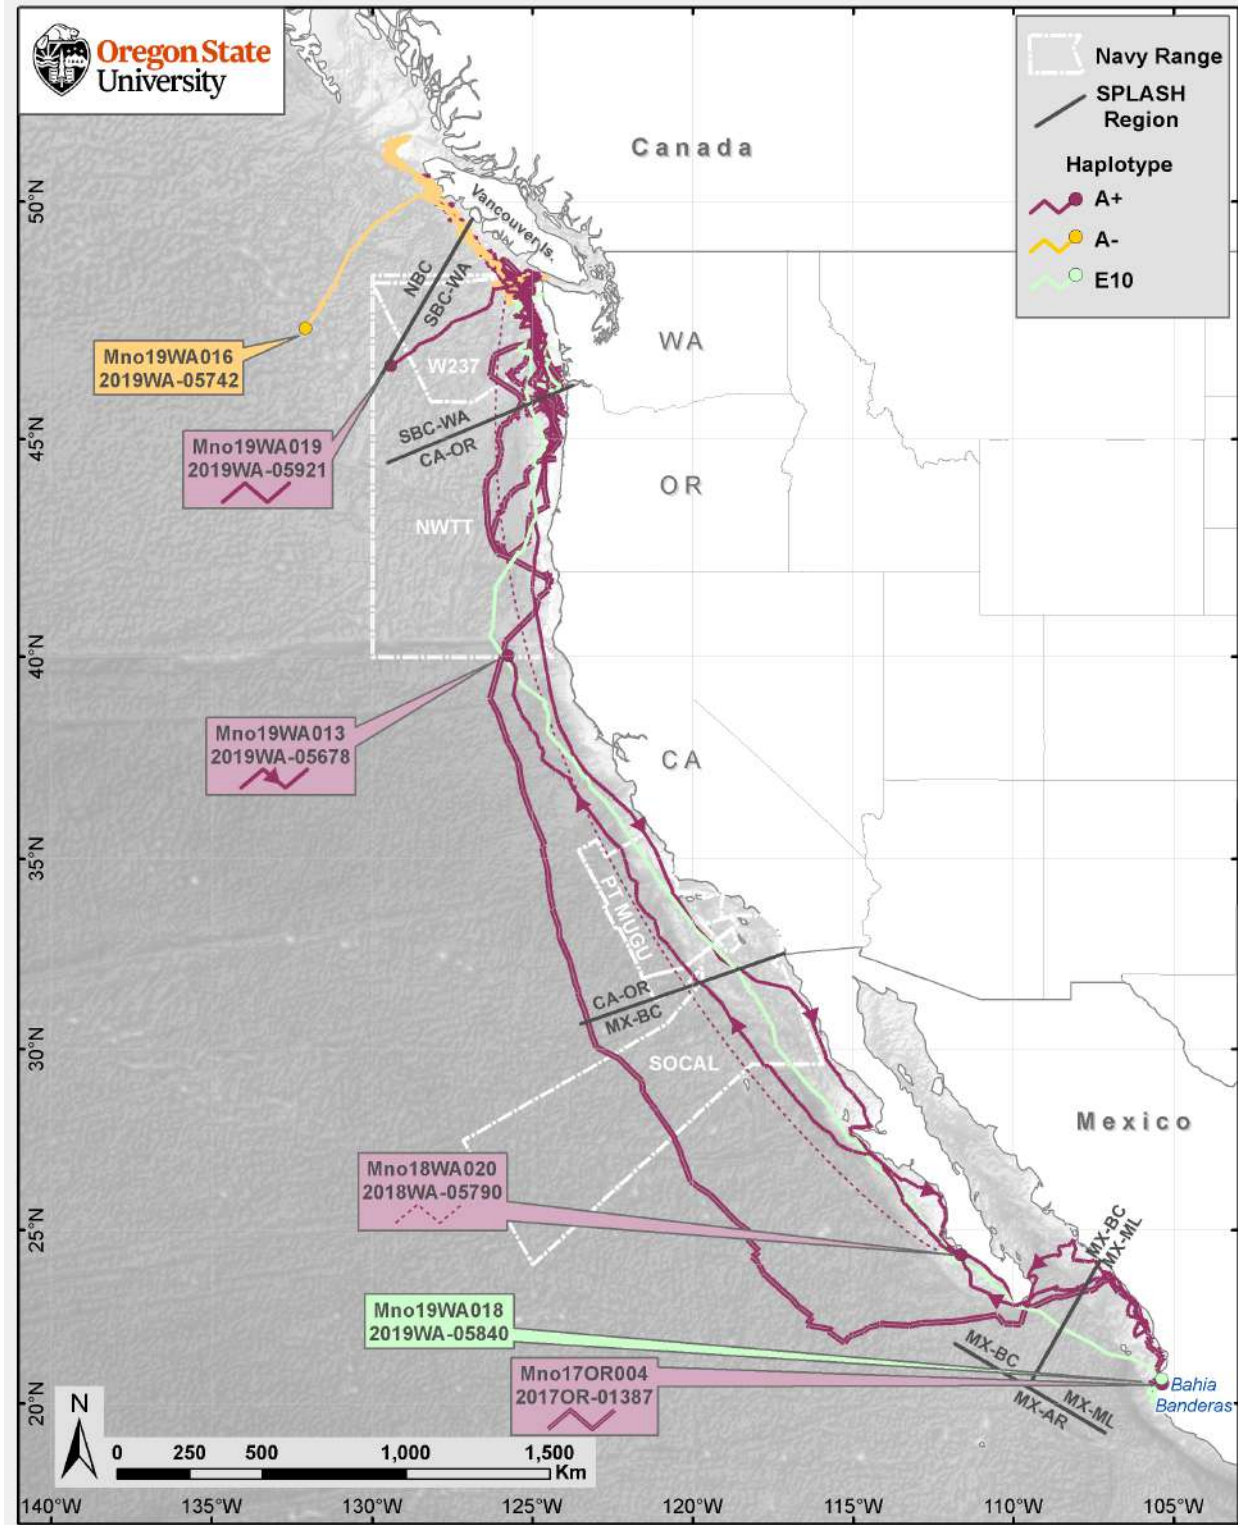 Oregon State
University
Navy Range
SPLASH
Region
Haplotype
A+
A-
E10
Canada
Vancouver Is.
NBC
SBC-WA
W237
WA
Mno19WA016
2019WA-05742
SBC-WA
CA-OR
Mno19WA019
2019WA-05921
OR
NWTT
Mno19WA013
2019WA-05678
CA
PT MUGU
CA-OR
MX-BC
SOCAL
Mexico
Mno18WA020
2018WA-05790
MX-BC
MX-ML
Mno19WA018
2019WA-05840
MX-BC
MX-ML
MX-AR
Mno17OR004
2017OR-01387
Bahia
Banderas
N
0 250 500 1,000 1,500
Km
50°N
45°N
40°N
35°N
30°N
25°N
20°N
140°W 135°W 130°W 125°W 120°W 115°W 110°W 105°W